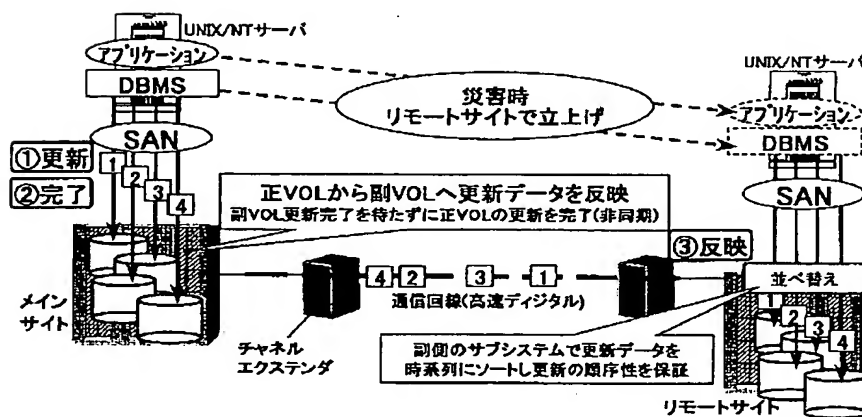 UNIX/NTサーバ
アプリケーション
DBMS
SAN
①更新
②完了
1
2
3
4
災害時
リモートサイトで立上げ
UNIX/NTサーバ
アプリケーション
DBMS
SAN
正VOLから副VOLへ更新データを反映
副VOL更新完了を待たずに正VOLの更新を完了(非同期)
③反映
4
2
3
1
通信回線(高速ディジタル)
並べ替え
1
2
3
4
メイン
サイト
チャネル
エクステンダ
副側のサブシステムで更新データを
時系列にソートし更新の順序性を保証
リモートサイト